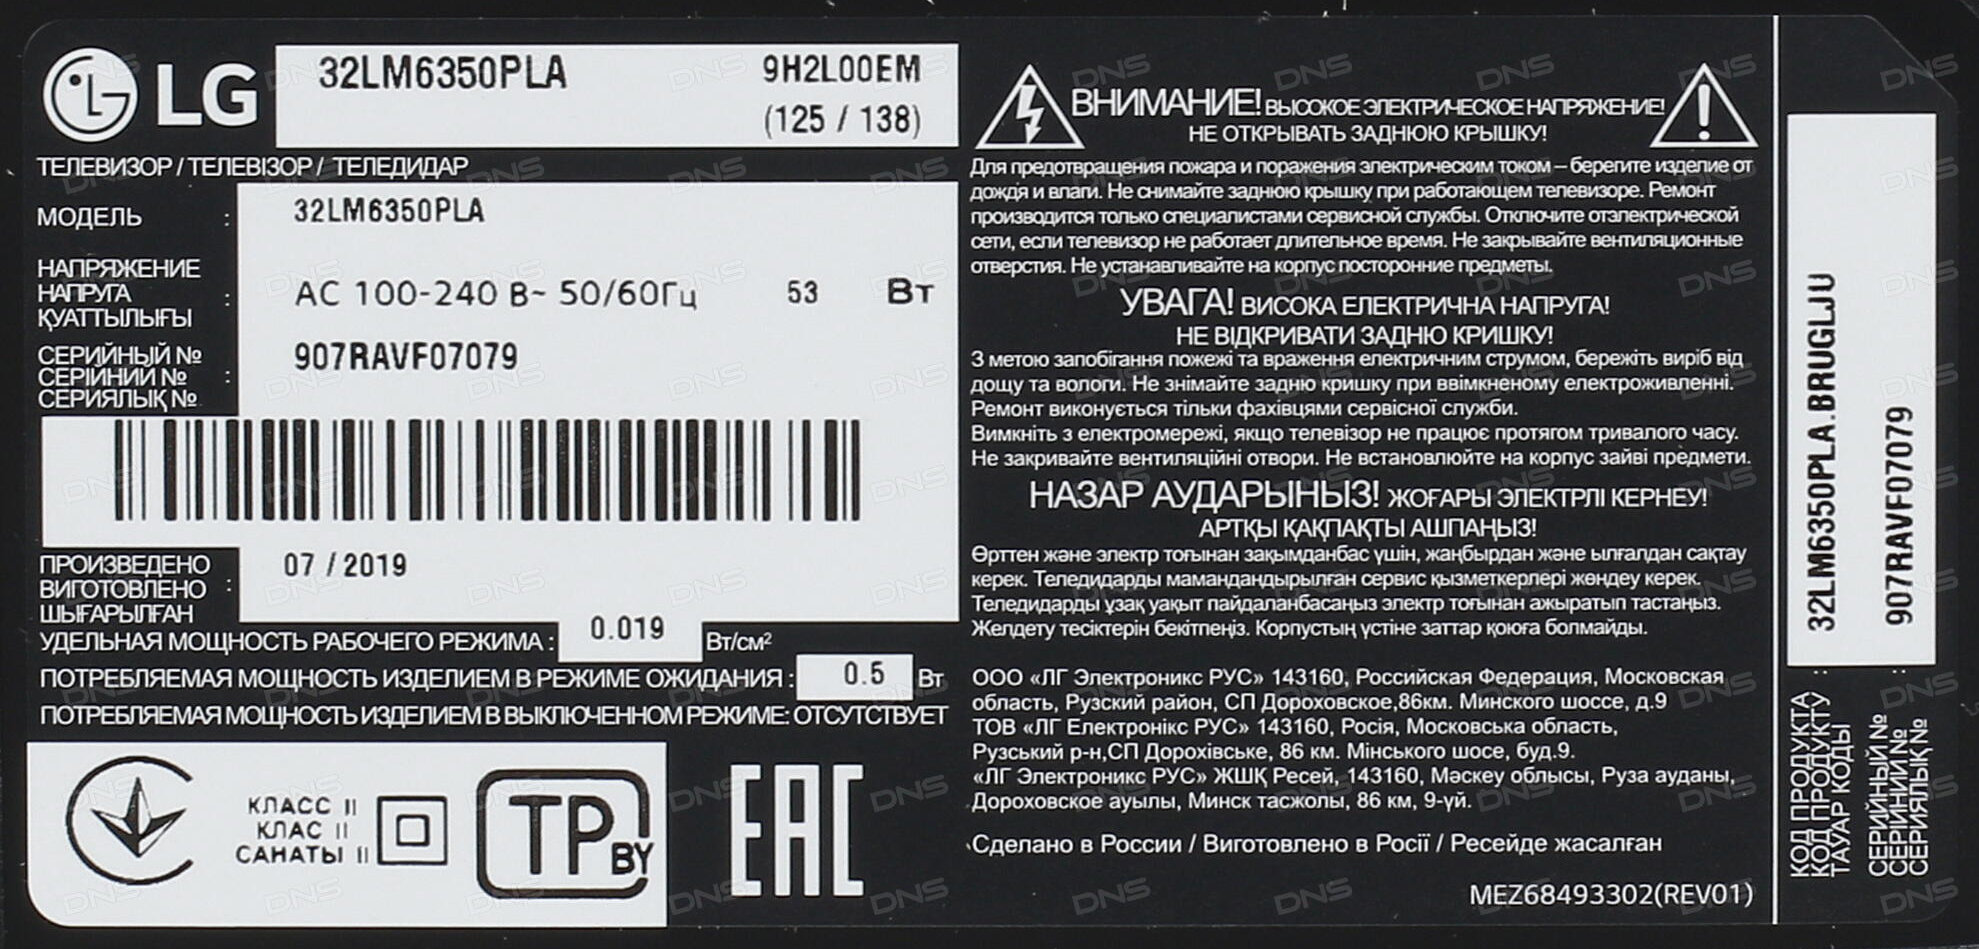 LG
32LM6350PLA 9H2L00EM
(125 / 138)
ТЕЛЕВИЗОР / ТЕЛЕВІЗОР / ТЕЛЕДИДАР
МОДЕЛЬ : 32LM6350PLA
НАПРЯЖЕНИЕ
НАПРУГА : AC 100-240 В~ 50/60Гц 53 Вт
ҚУАТТЫЛЫҒЫ
СЕРИЙНЫЙ № 907RAVF07079
СЕРІЙНИЙ № :
СЕРИЯЛЫҚ №
ПРОИЗВЕДЕНО 07 / 2019
ВИГОТОВЛЕНО :
ШЫҒАРЫЛҒАН
УДЕЛЬНАЯ МОЩНОСТЬ РАБОЧЕГО РЕЖИМА : 0.019 Вт/см²
ПОТРЕБЛЯЕМАЯ МОЩНОСТЬ ИЗДЕЛИЕМ В РЕЖИМЕ ОЖИДАНИЯ : 0.5 Вт
ПОТРЕБЛЯЕМАЯ МОЩНОСТЬ ИЗДЕЛИЕМ В ВЫКЛЮЧЕННОМ РЕЖИМЕ: ОТСУТСТВУЕТ
КЛАСС II
КЛАС II
САНАТЫ II
TP BY
EAC
ВНИМАНИЕ! ВЫСОКОЕ ЭЛЕКТРИЧЕСКОЕ НАПРЯЖЕНИЕ!
НЕ ОТКРЫВАТЬ ЗАДНЮЮ КРЫШКУ!
Для предотвращения пожара и поражения электрическим током – берегите изделие от
дождя и влаги. Не снимайте заднюю крышку при работающем телевизоре. Ремонт
производится только специалистами сервисной службы. Отключите отэлектрической
сети, если телевизор не работает длительное время. Не закрывайте вентиляционные
отверстия. Не устанавливайте на корпус посторонние предметы.
УВАГА! ВИСОКА ЕЛЕКТРИЧНА НАПРУГА!
НЕ ВІДКРИВАТИ ЗАДНЮ КРИШКУ!
З метою запобігання пожежі та враження електричним струмом, бережіть виріб від
дощу та вологи. Не знімайте задню кришку при ввімкненому електроживленні.
Ремонт виконується тільки фахівцями сервісної служби.
Вимкніть з електромережі, якщо телевізор не працює протягом тривалого часу.
Не закривайте вентиляційні отвори. Не встановлюйте на корпус зайві предмети.
НАЗАР АУДАРЫНЫЗ! ЖОҒАРЫ ЭЛЕКТРЛІ КЕРНЕУ!
АРТҚЫ ҚАҚПАҚТЫ АШПАҢЫЗ!
Өрттен және электр тоғынан зақымданбас үшін, жаңбырдан және ылғалдан сақтау
керек. Теледидарды мамандандырылған сервис қызметкерлері жөндеу керек.
Теледидарды ұзақ уақыт пайдаланбасаңыз электр тоғынан ажыратып тастаңыз.
Желдету тесіктерін бекітпеңіз. Корпустың үстіне заттар қоюға болмайды.
ООО «ЛГ Электроникс РУС» 143160, Российская Федерация, Московская
область, Рузский район, СП Дороховское,86км. Минского шоссе, д.9
ТОВ «ЛГ Електронікс РУС» 143160, Росія, Московська область,
Рузський р-н,СП Дорохівське, 86 км. Мінського шосе, буд.9.
«ЛГ Электроникс РУС» ЖШҚ Ресей, 143160, Мәскеу облысы, Руза ауданы,
Дороховское ауылы, Минск тасжолы, 86 км, 9-үй.
Сделано в России / Виготовлено в Росії / Ресейде жасалған
MEZ68493302(REV01)
КОД ПРОДУКТА
КОД ПРОДУКТУ : 32LM6350PLA.BRUGLJU
ТАУАР КОДЫ
СЕРИЙНЫЙ №
СЕРІЙНИЙ № : 907RAVF07079
СЕРИЯЛЫҚ №